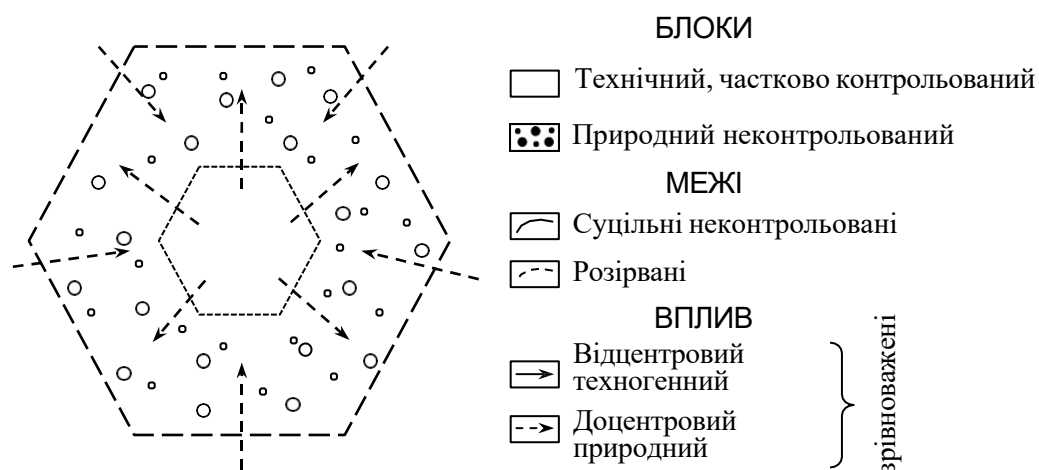 БЛОКИ
Технічний, частково контрольований
Природний неконтрольований
МЕЖІ
Суцільні неконтрольовані
Розірвані
ВПЛИВ
Відцентровий
техногенний
Доцентровий
природний
зрівноважені